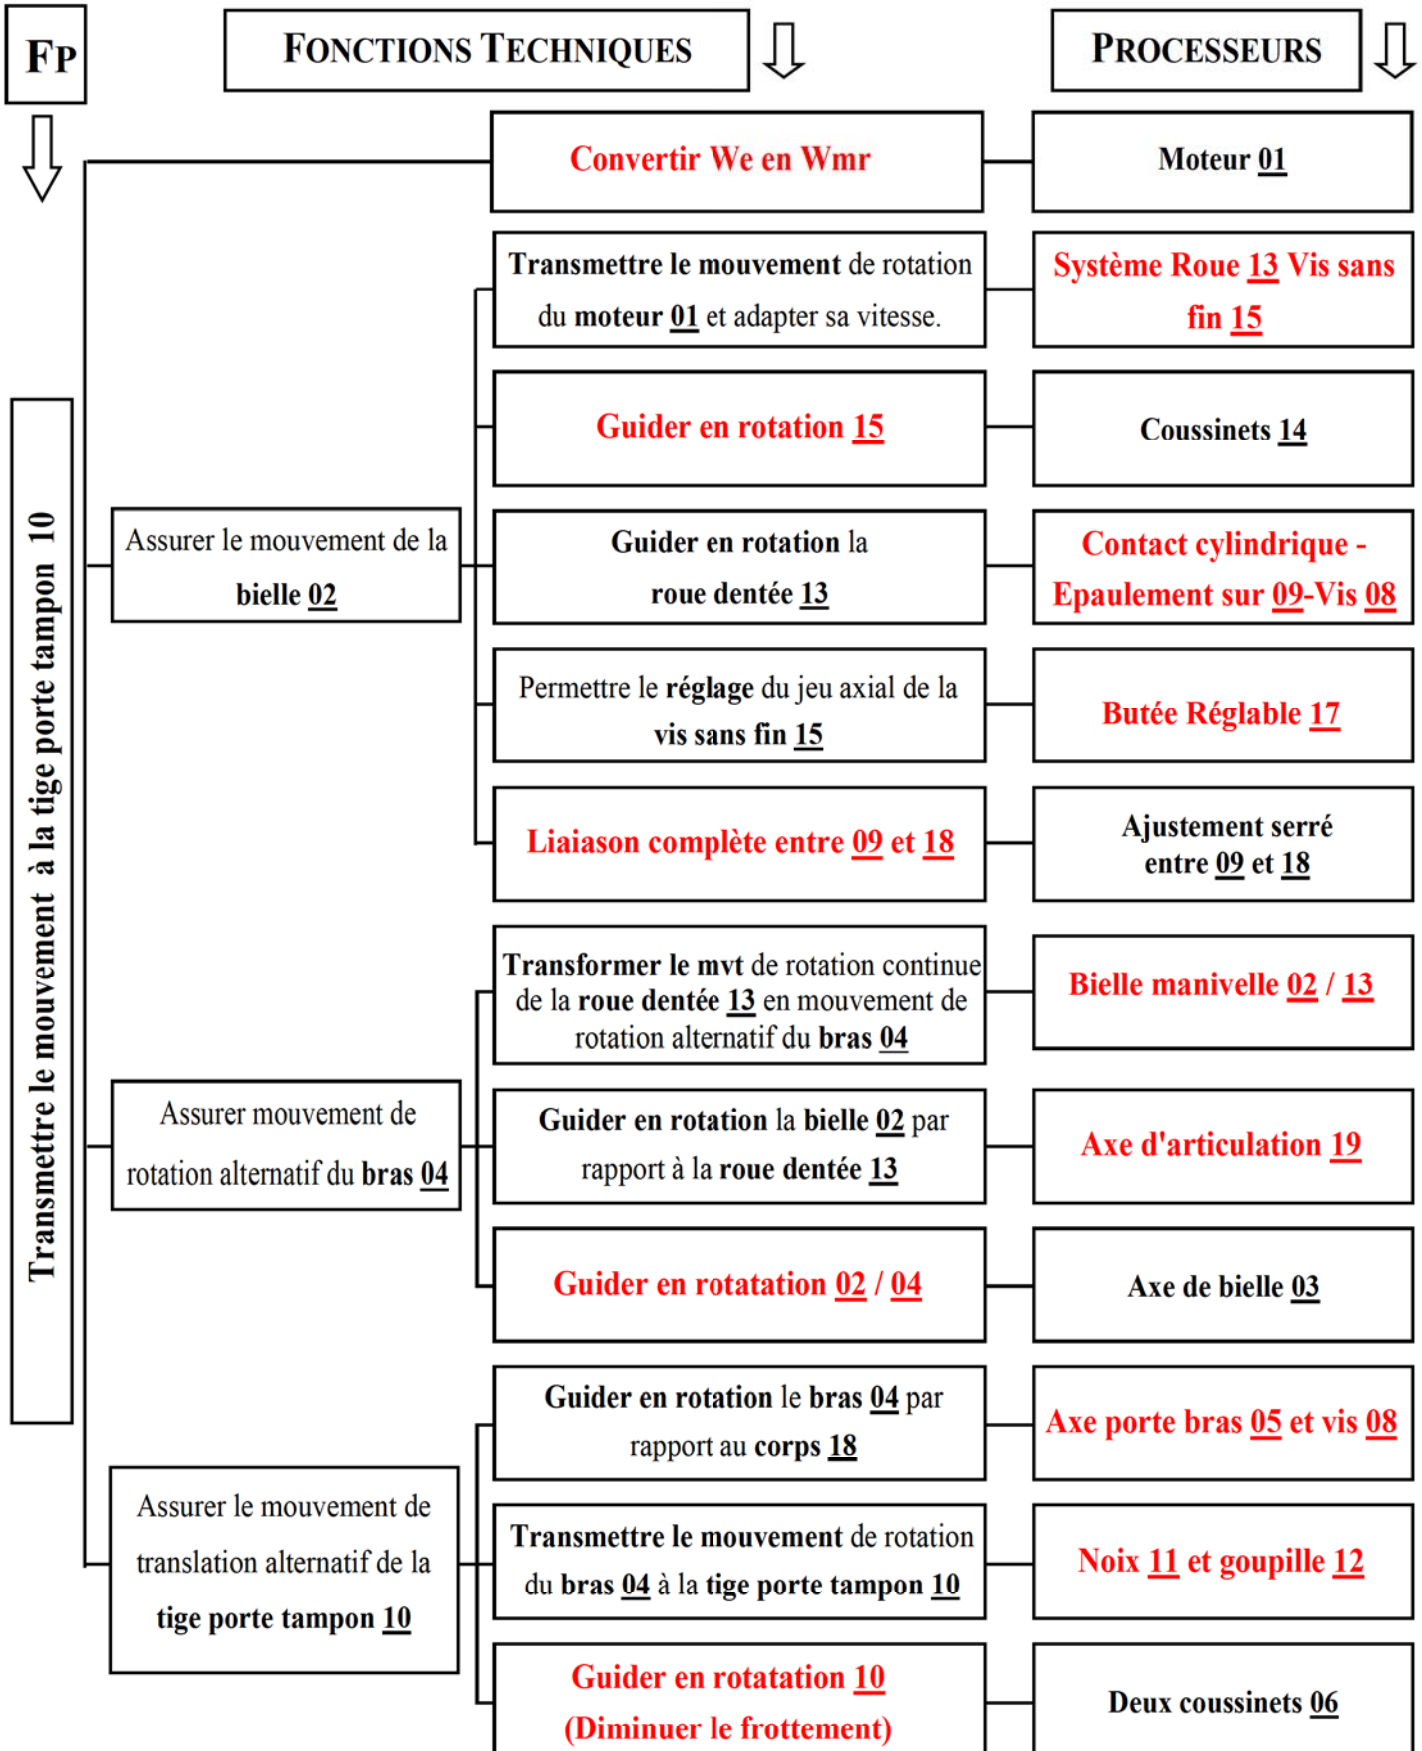 FP
FONCTIONS TECHNIQUES
PROCESSEURS
Transmettre le mouvement à la tige porte tampon 10
Convertir We en Wmr
Moteur 01
Assurer le mouvement de la
bielle 02
Transmettre le mouvement de rotation
du moteur 01 et adapter sa vitesse.
Système Roue 13 Vis sans
fin 15
Guider en rotation 15
Coussinets 14
Guider en rotation la
roue dentée 13
Contact cylindrique -
Epaulement sur 09-Vis 08
Permettre le réglage du jeu axial de la
vis sans fin 15
Butée Réglable 17
Liaiason complète entre 09 et 18
Ajustement serré
entre 09 et 18
Assurer mouvement de
rotation alternatif du bras 04
Transformer le mvt de rotation continue
de la roue dentée 13 en mouvement de
rotation alternatif du bras 04
Bielle manivelle 02 / 13
Guider en rotation la bielle 02 par
rapport à la roue dentée 13
Axe d'articulation 19
Guider en rotatation 02 / 04
Axe de bielle 03
Assurer le mouvement de
translation alternatif de la
tige porte tampon 10
Guider en rotation le bras 04 par
rapport au corps 18
Axe porte bras 05 et vis 08
Transmettre le mouvement de rotation
du bras 04 à la tige porte tampon 10
Noix 11 et goupille 12
Guider en rotatation 10
(Diminuer le frottement)
Deux coussinets 06